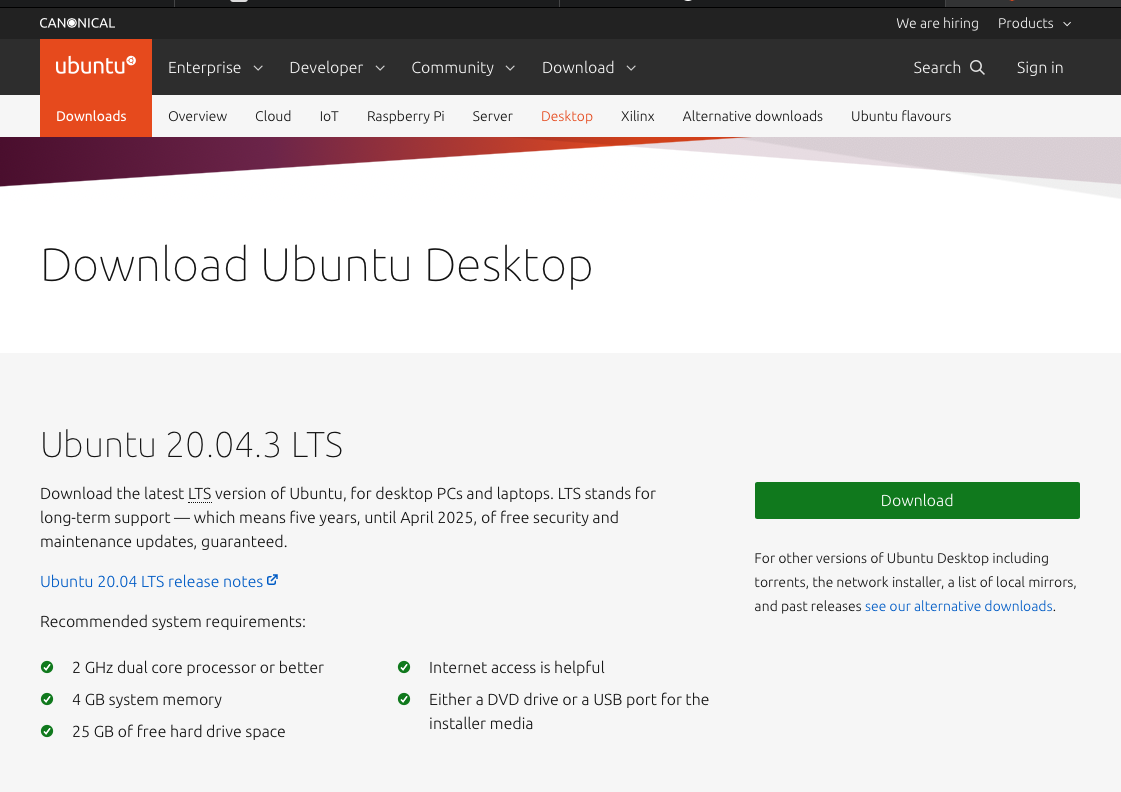 CANONICAL
We are hiring Products
ubuntu
Enterprise Developer Community Download Search Sign in
Downloads Overview Cloud IoT Raspberry Pi Server Desktop Xilinx Alternative downloads Ubuntu flavours
Download Ubuntu Desktop
Ubuntu 20.04.3 LTS
Download the latest LTS version of Ubuntu, for desktop PCs and laptops. LTS stands for
long-term support — which means five years, until April 2025, of free security and
maintenance updates, guaranteed.
Ubuntu 20.04 LTS release notes
Recommended system requirements:
2 GHz dual core processor or better
4 GB system memory
25 GB of free hard drive space
Internet access is helpful
Either a DVD drive or a USB port for the
installer media
Download
For other versions of Ubuntu Desktop including
torrents, the network installer, a list of local mirrors,
and past releases see our alternative downloads.